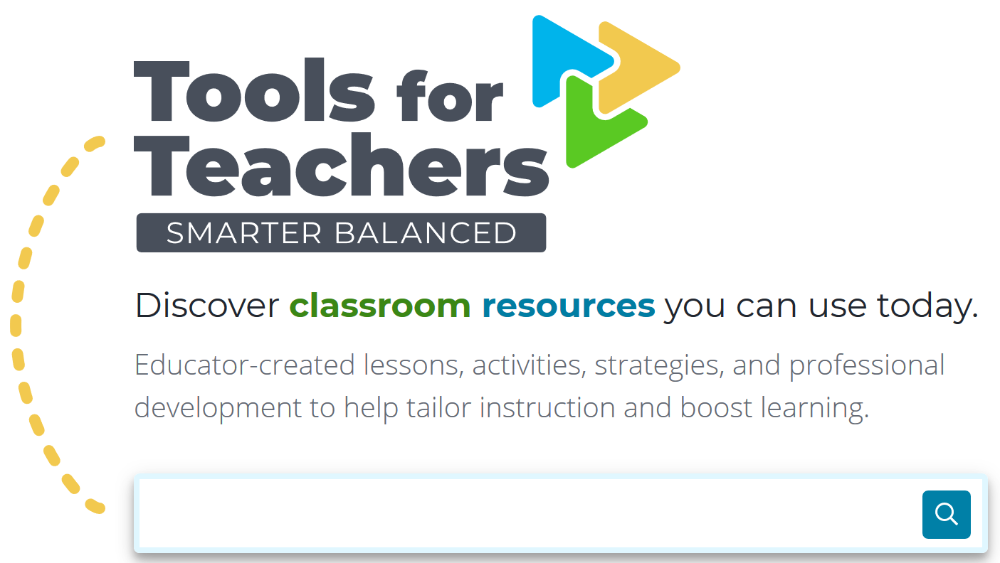 Tools for
Teachers
SMARTER BALANCED
Discover classroom resources you can use today.
Educator-created lessons, activities, strategies, and professional
development to help tailor instruction and boost learning.